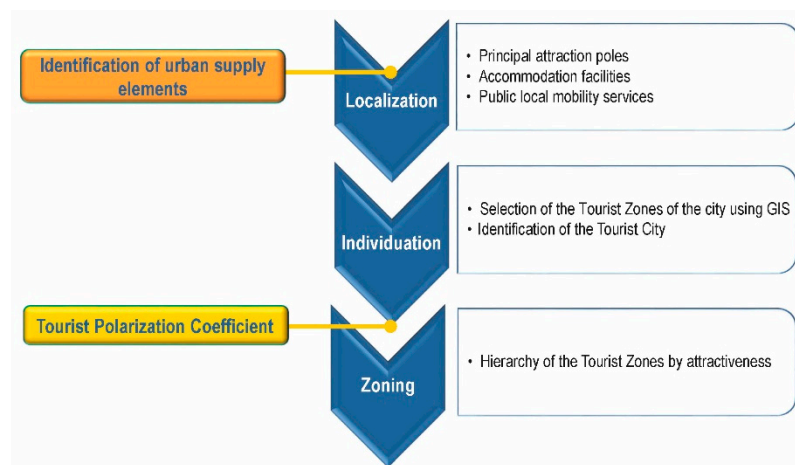 Identification of urban supply
elements
Localization
• Principal attraction poles
• Accommodation facilities
• Public local mobility services
Individuation
• Selection of the Tourist Zones of the city using GIS
• Identification of the Tourist City
Tourist Polarization Coefficient
Zoning
• Hierarchy of the Tourist Zones by attractiveness